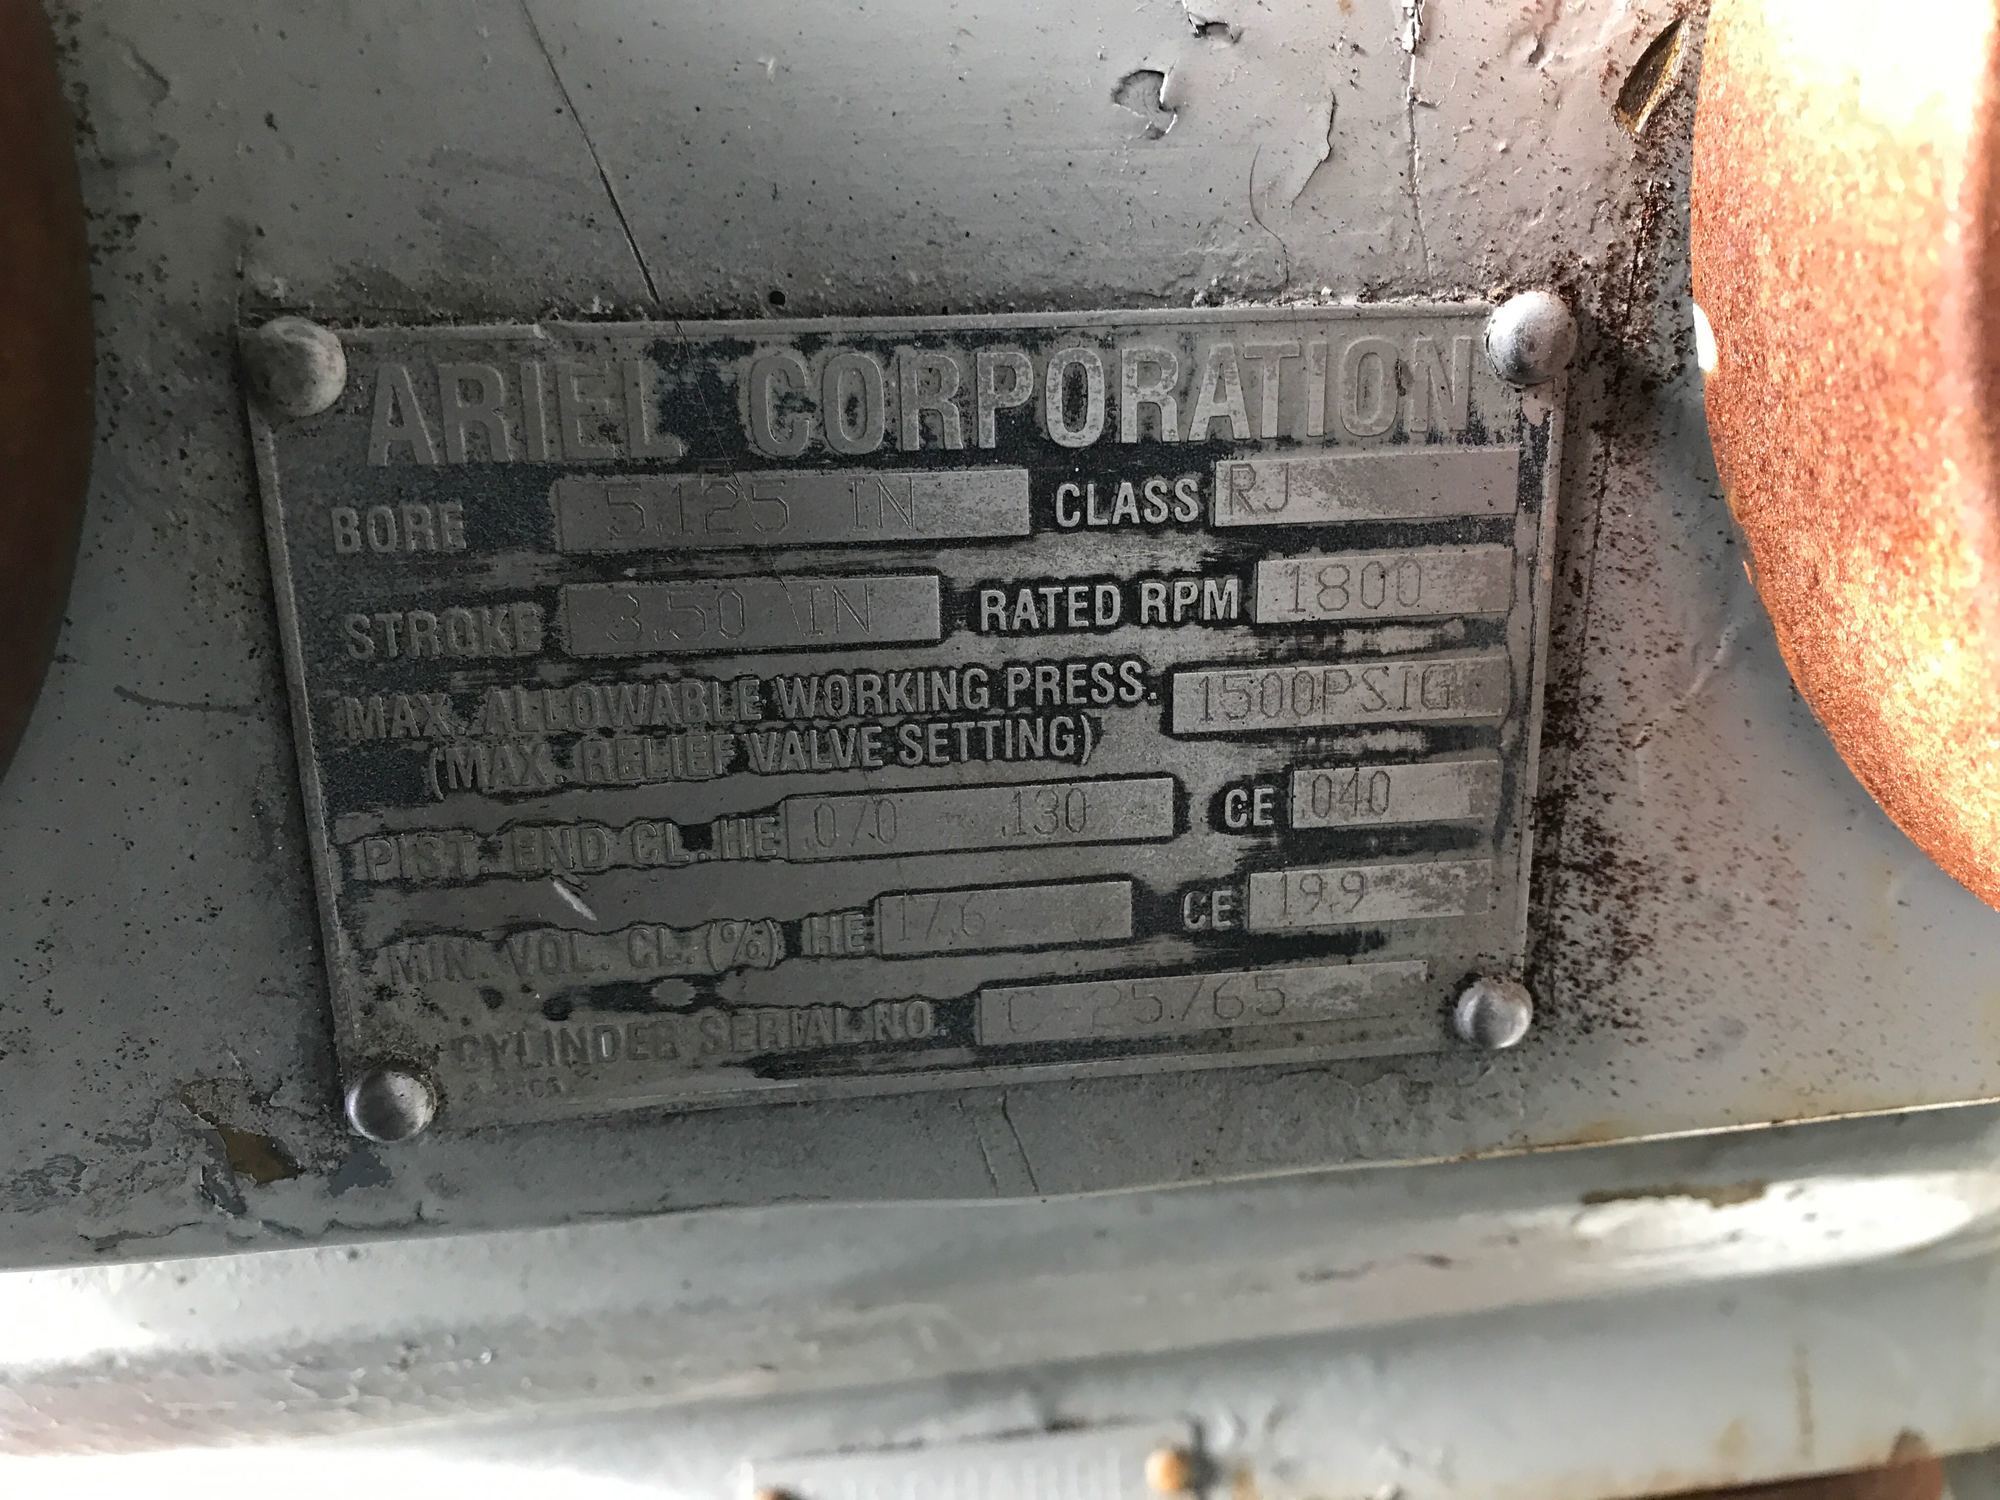 ARIEL CORPORATION
BORE 5.125 IN CLASS RJ
STROKE 3.50 IN RATED RPM 1800
MAX. ALLOWABLE WORKING PRESS. 1500PSIG
(MAX. RELIEF VALVE SETTING)
PIST. END CL. HE .070 .130 CE .040
MIN. VOL. CL. (%) HE 17.6 CE 19.9
CYLINDER SERIAL NO.